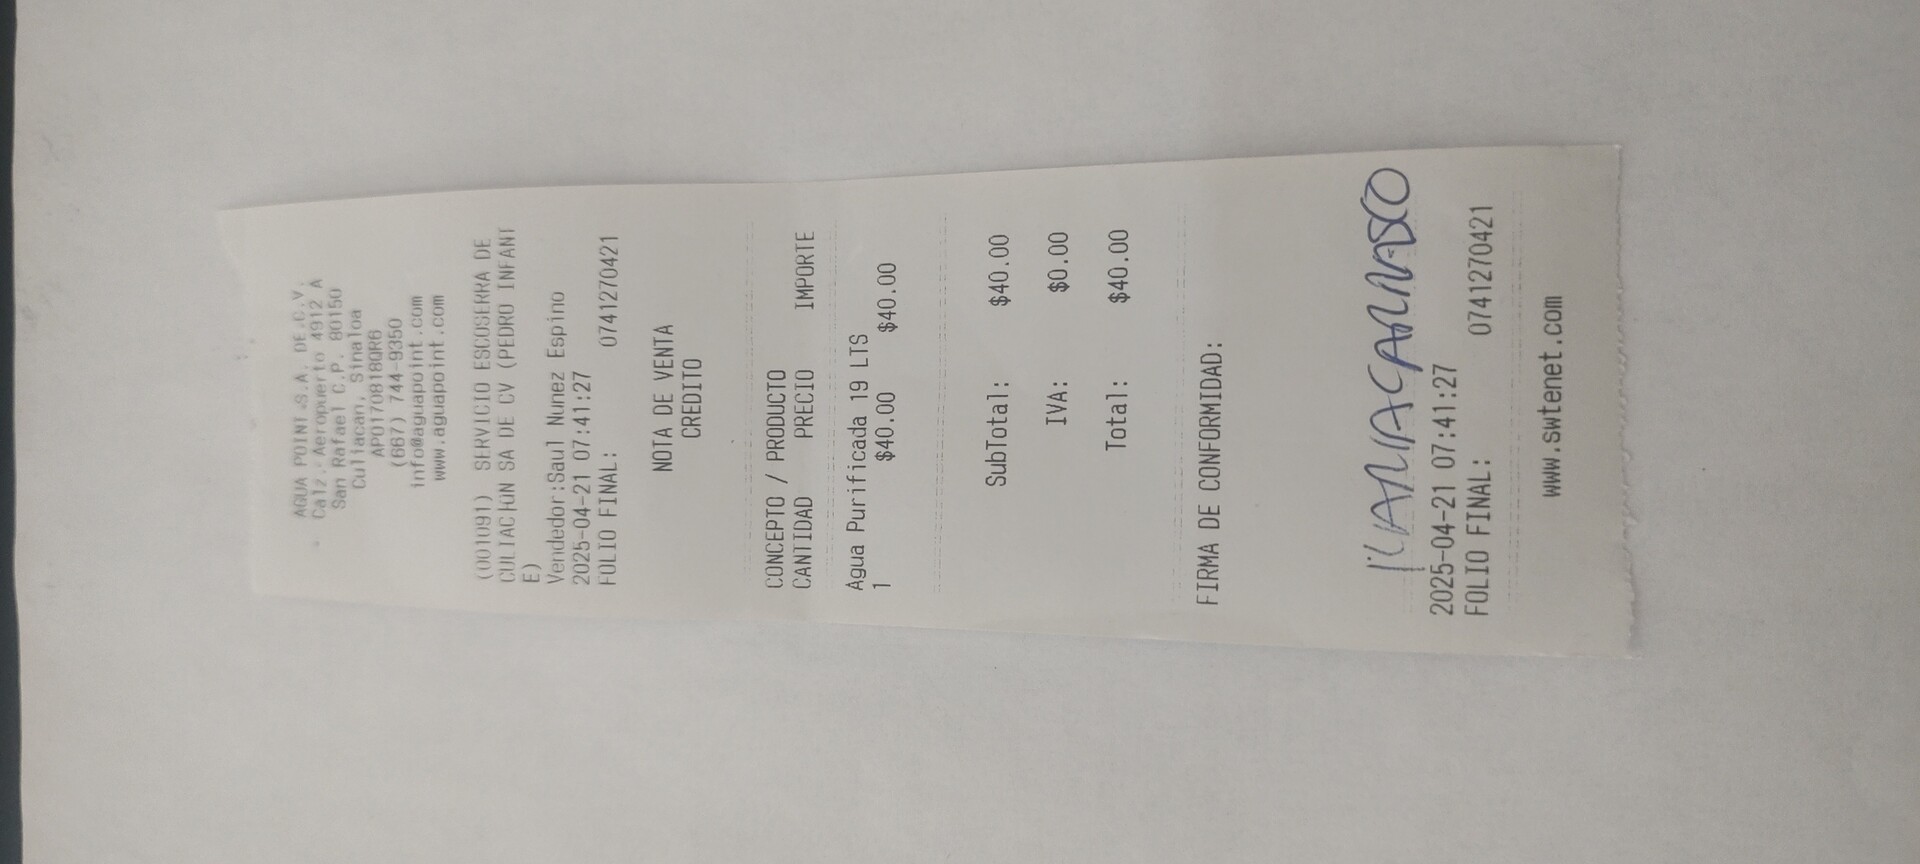 AGUA POINT S.A. DE C.V.
Calz. Aeropuerto 4912 A
San Rafael C.P. 80150
Culiacan, Sinaloa
APO170818QR6
(667) 744-9350
info@aguapoint.com
www.aguapoint.com
(001091) SERVICIO ESCOSERRA DE
CULIACHUN SA DE CV (PEDRO INFANT
E)
Vendedor:Saul Nunez Espino
2025-04-21 07:41:27
FOLIO FINAL: 0741270421
NOTA DE VENTA
CREDITO
CONCEPTO / PRODUCTO
CANTIDAD PRECIO IMPORTE
Agua Purificada 19 LTS
1 $40.00 $40.00
SubTotal: $40.00
IVA: $0.00
Total: $40.00
FIRMA DE CONFORMIDAD:
2025-04-21 07:41:27
FOLIO FINAL: 0741270421
www.swtenet.com